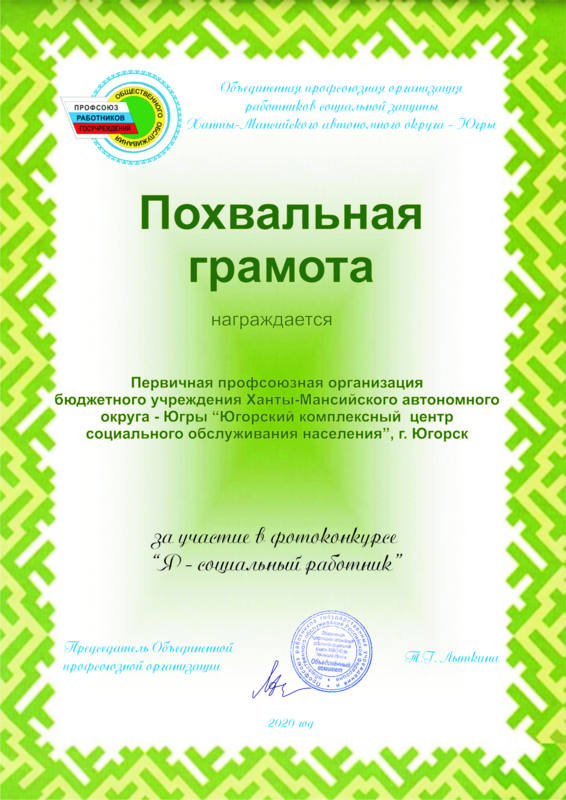 ОБЩЕСТВЕННОГО ОБСЛУЖИВАНИЯ
ПРОФСОЮЗ
РАБОТНИКОВ
ГОСУЧРЕЖДЕНИЙ
Объединенная профсоюзная организация
работников социальной защиты
Ханты-Мансийского автономного округа – Югры
Похвальная
грамота
награждается
Первичная профсоюзная организация
бюджетного учреждения Ханты-Мансийского автономного
округа - Югры “Югорский комплексный центр
социального обслуживания населения”, г. Югорск
за участие в фотоконкурсе
“Я – социальный работник”
Председатель Объединенной
профсоюзной организации
Объединённый
комитет
Т.Г. Лыткина
2020 год